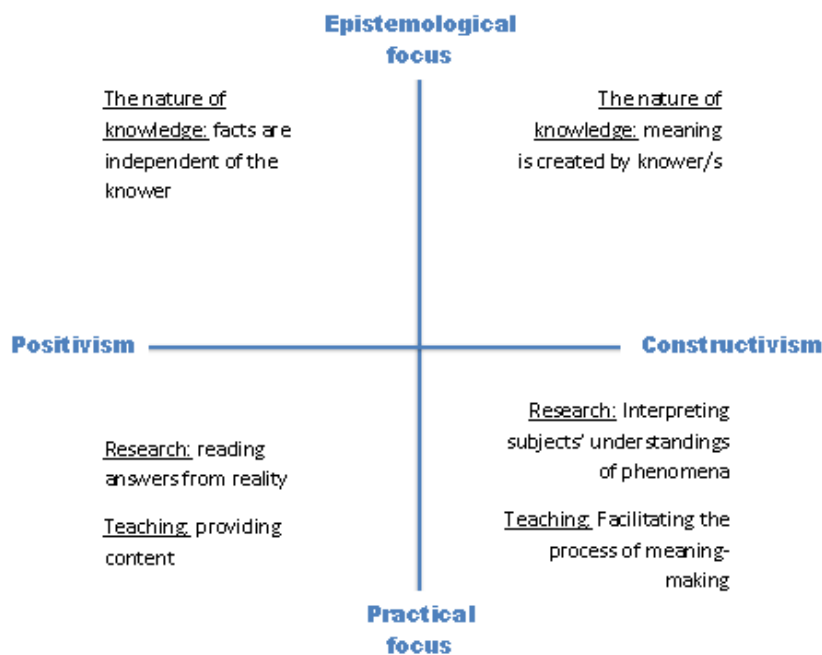 Epistemological
focus
The nature of
knowledge: facts are
independent of the
knower
The nature of
knowledge: meaning
is created by knower/s
Positivism
Constructivism
Research: reading
answers from reality
Teaching: providing
content
Research: Interpreting
subjects' understandings
of phenomena
Teaching: Facilitating the
process of meaning-
making
Practical
focus